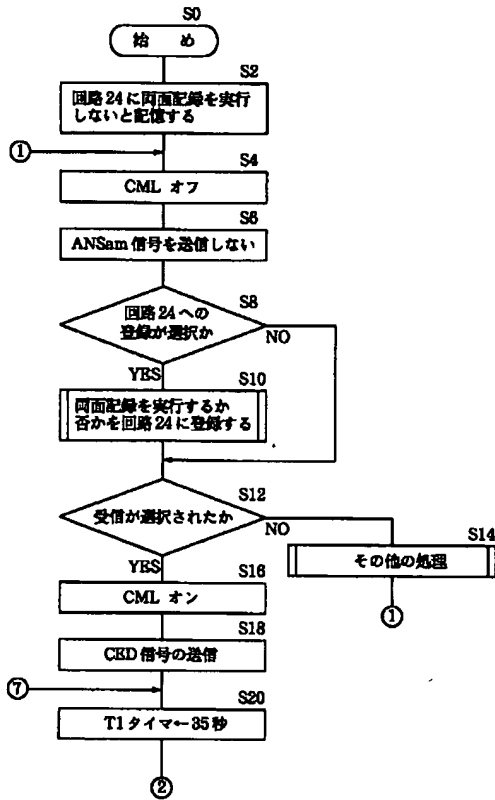 S0
始 め
S2
回路24に両面記録を実行
しないと記憶する
①
S4
CML オフ
S6
ANSam 信号を送信しない
S8
回路24への
登録が選択か
NO
YES
S10
両面記録を実行するか
否かを回路24に登録する
S12
受信が選択されたか
NO
YES
S14
その他の処理
①
S16
CML オン
S18
CED 信号の送信
⑦
S20
T1タイマ←35秒
②